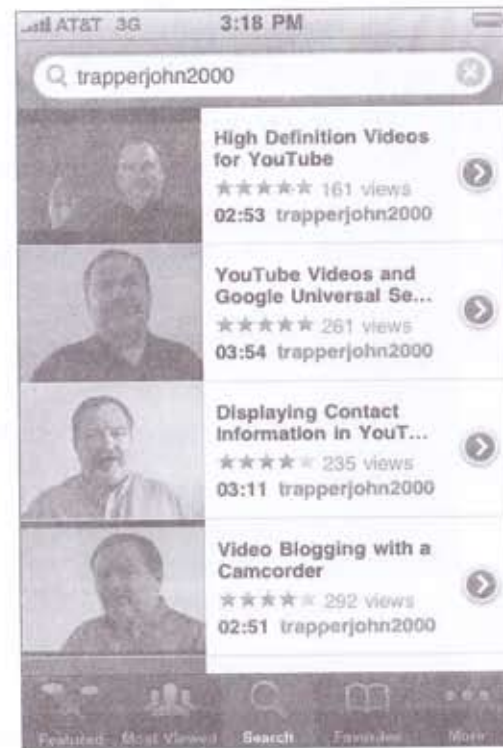 AT&T 3G 3:18 PM
trapperjohn2000
High Definition Videos
for YouTube
161 views
02:53 trapperjohn2000
YouTube Videos and
Google Universal Se...
261 views
03:54 trapperjohn2000
Displaying Contact
Information in YouT...
235 views
03:11 trapperjohn2000
Video Blogging with a
Camcorder
292 views
02:51 trapperjohn2000
Featured Most Viewed Search Favorites More